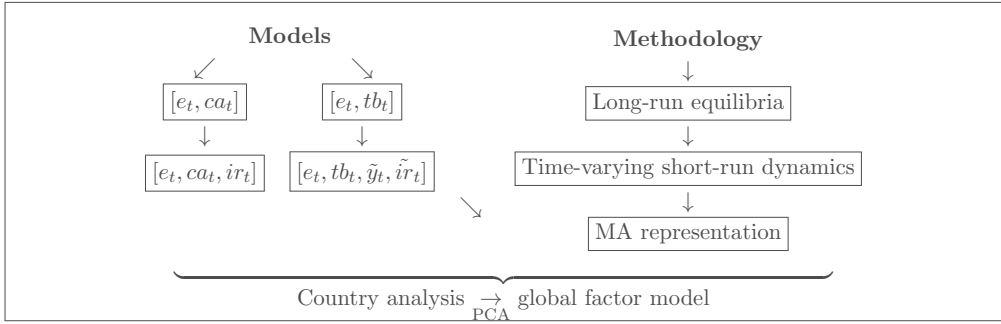 Models
Methodology
[e_t, ca_t]
[e_t, tb_t]
Long-run equilibria
[e_t, ca_t, ir_t]
[e_t, tb_t, ỹ_t, ĩr_t]
Time-varying short-run dynamics
MA representation
Country analysis → global factor model
PCA